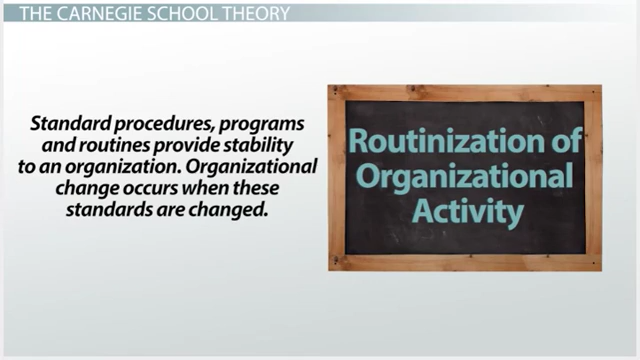 THE CARNEGIE SCHOOL THEORY
Standard procedures, programs
and routines provide stability
to an organization. Organizational
change occurs when these
standards are changed.
Routinization of
Organizational
Activity